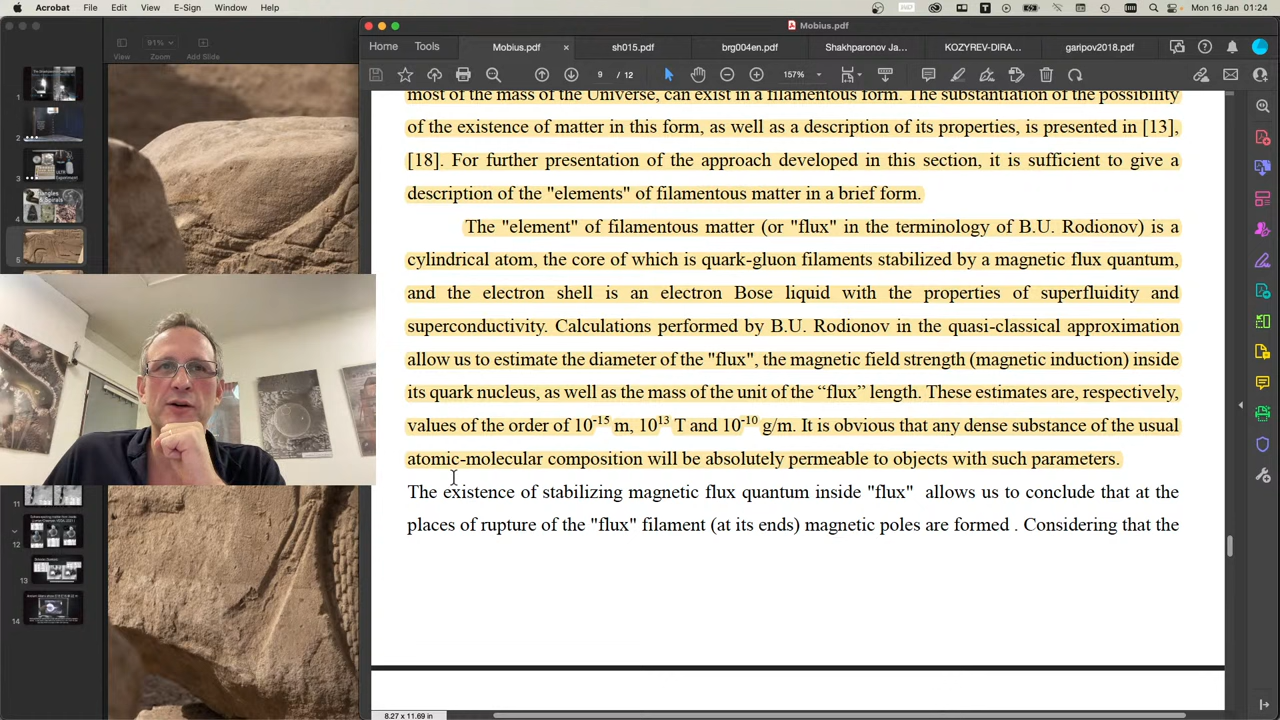 Acrobat File Edit View E-Sign Window Help
Mon 16 Jan 01:24
91%
Zoom
Add Slide
Mobius.pdf
Home Tools Mobius.pdf × sh015.pdf brg004en.pdf Shakhparonov Ja... KOZYREV-DIRA... garipov2018.pdf
9 / 12
157%
most of the mass of the Universe, can exist in a filamentous form. The substantiation of the possibility
of the existence of matter in this form, as well as a description of its properties, is presented in [13],
[18]. For further presentation of the approach developed in this section, it is sufficient to give a
description of the "elements" of filamentous matter in a brief form.
The "element" of filamentous matter (or "flux" in the terminology of B.U. Rodionov) is a
cylindrical atom, the core of which is quark-gluon filaments stabilized by a magnetic flux quantum,
and the electron shell is an electron Bose liquid with the properties of superfluidity and
superconductivity. Calculations performed by B.U. Rodionov in the quasi-classical approximation
allow us to estimate the diameter of the "flux", the magnetic field strength (magnetic induction) inside
its quark nucleus, as well as the mass of the unit of the “flux” length. These estimates are, respectively,
values of the order of 10⁻¹⁵ m, 10¹³ T and 10⁻¹⁰ g/m. It is obvious that any dense substance of the usual
atomic-molecular composition will be absolutely permeable to objects with such parameters.
The existence of stabilizing magnetic flux quantum inside "flux" allows us to conclude that at the
places of rupture of the "flux" filament (at its ends) magnetic poles are formed . Considering that the
8.27 x 11.69 in
1
2
3
4
5
11
12
13
14